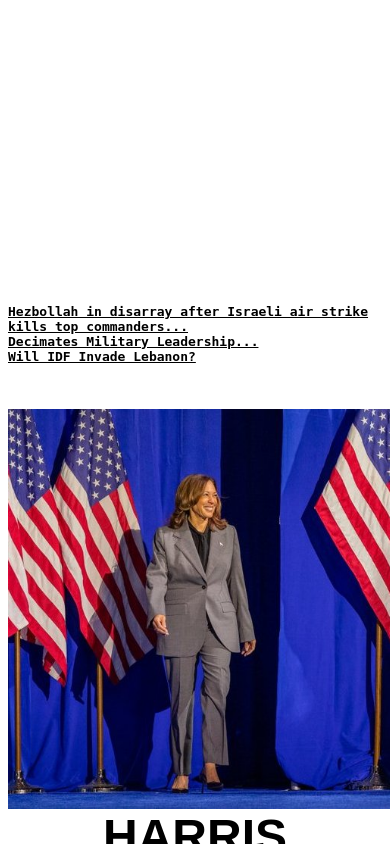 Hezbollah in disarray after Israeli air strike
kills top commanders...
Decimates Military Leadership...
Will IDF Invade Lebanon?
HARRIS